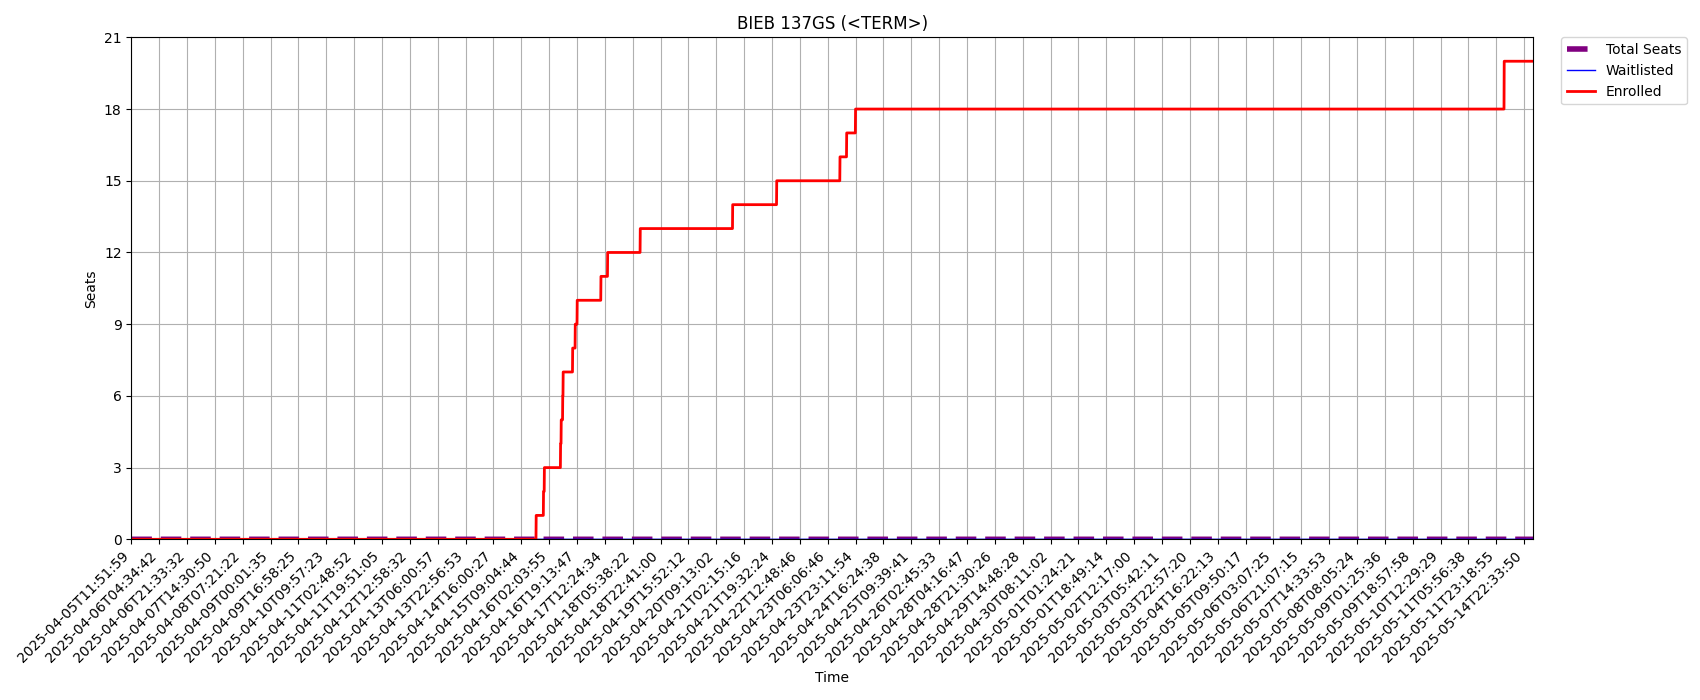 BIEB 137GS (<TERM>)
Total Seats
Waitlisted
Enrolled
21
18
15
12
9
6
3
0
Seats
2025-04-05T11:51:59
2025-04-06T04:34:42
2025-04-06T21:33:32
2025-04-07T14:30:50
2025-04-08T07:21:22
2025-04-09T00:01:35
2025-04-09T16:58:25
2025-04-10T09:57:23
2025-04-11T02:48:52
2025-04-11T19:51:05
2025-04-12T12:58:32
2025-04-13T06:00:57
2025-04-13T22:56:53
2025-04-14T16:00:27
2025-04-15T09:04:44
2025-04-16T02:03:55
2025-04-16T19:13:47
2025-04-17T12:24:34
2025-04-18T05:38:22
2025-04-18T22:41:00
2025-04-19T15:52:12
2025-04-20T09:13:02
2025-04-21T02:15:16
2025-04-21T19:32:24
2025-04-22T12:48:46
2025-04-23T06:06:46
2025-04-23T23:11:54
2025-04-24T16:24:38
2025-04-25T09:39:41
2025-04-26T02:45:33
2025-04-28T04:16:47
2025-04-28T21:30:26
2025-04-29T14:48:28
2025-04-30T08:11:02
2025-05-01T01:24:21
2025-05-01T18:49:14
2025-05-02T12:17:00
2025-05-03T05:42:11
2025-05-03T22:57:20
2025-05-04T16:22:13
2025-05-05T09:50:17
2025-05-06T03:07:25
2025-05-06T21:07:15
2025-05-07T14:33:53
2025-05-08T08:05:24
2025-05-09T01:25:36
2025-05-09T18:57:58
2025-05-10T12:29:29
2025-05-11T05:56:38
2025-05-11T23:18:55
2025-05-14T22:33:50
Time